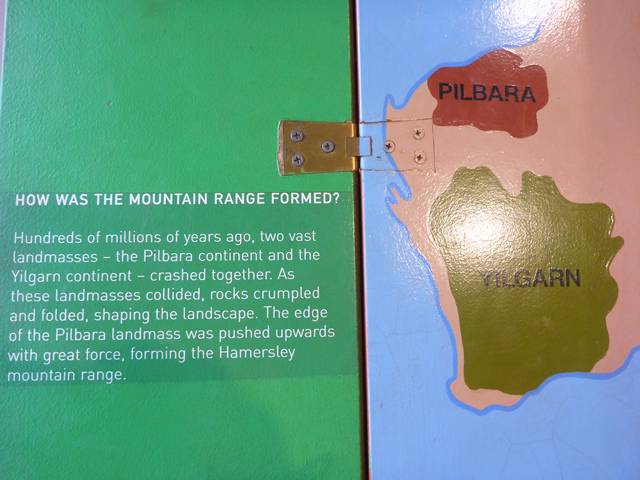 HOW WAS THE MOUNTAIN RANGE FORMED?
Hundreds of millions of years ago, two vast
landmasses – the Pilbara continent and the
Yilgarn continent – crashed together. As
these landmasses collided, rocks crumpled
and folded, shaping the landscape. The edge
of the Pilbara landmass was pushed upwards
with great force, forming the Hamersley
mountain range.
PILBARA
YILGARN